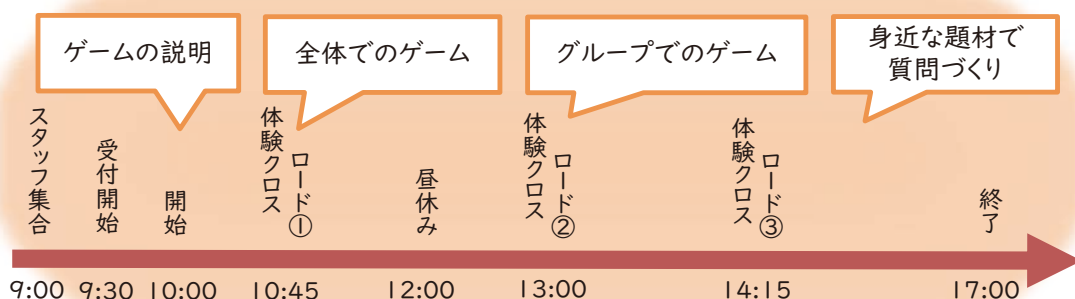 ゲームの説明
全体でのゲーム
グループでのゲーム
身近な題材で
質問づくり
スタッフ集合
受付開始
開始
体験クロス
ロード①
昼休み
体験クロス
ロード②
体験クロス
ロード③
終了
9:00 9:30 10:00 10:45 12:00 13:00 14:15 17:00